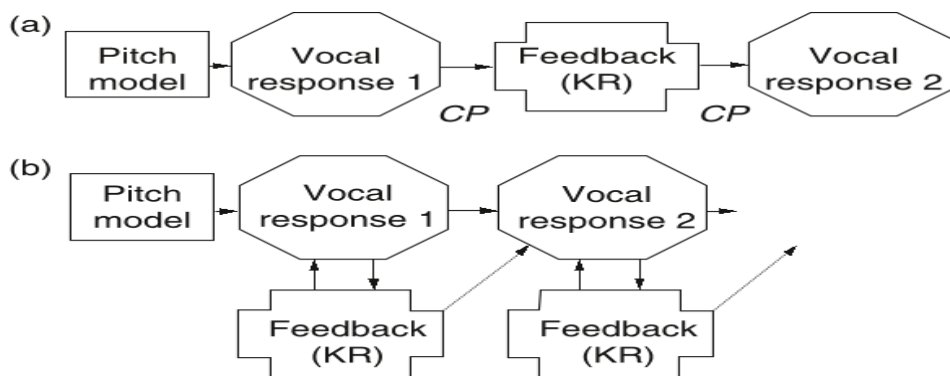 (a)
Pitch model
Vocal response 1
CP
Feedback (KR)
CP
Vocal response 2
(b)
Pitch model
Vocal response 1
Vocal response 2
Feedback (KR)
Feedback (KR)